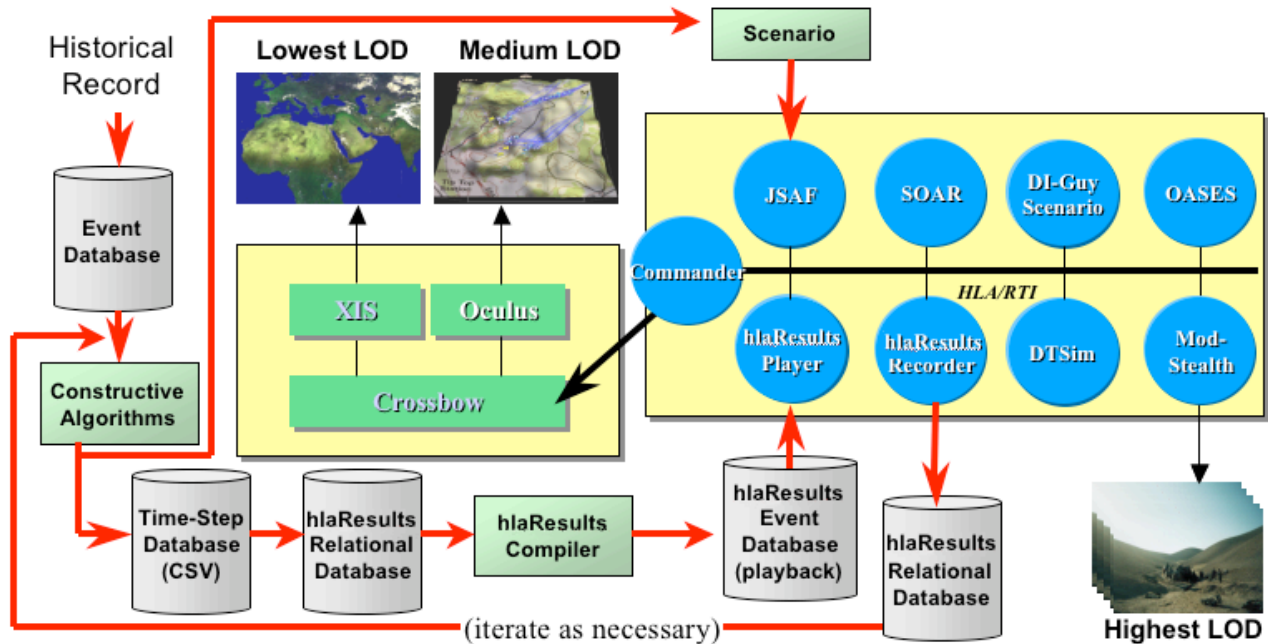 Historical
Record
Lowest LOD
Medium LOD
Scenario
Event
Database
JSAF
SOAR
DI-Guy
Scenario
OASES
Commander
HLA/RTI
XIS
Oculus
Crossbow
hlaResults
Player
hlaResults
Recorder
DTSim
Mod-
Stealth
Constructive
Algorithms
Time-Step
Database
(CSV)
hlaResults
Relational
Database
hlaResults
Compiler
hlaResults
Event
Database
(playback)
hlaResults
Relational
Database
(iterate as necessary)
Highest LOD